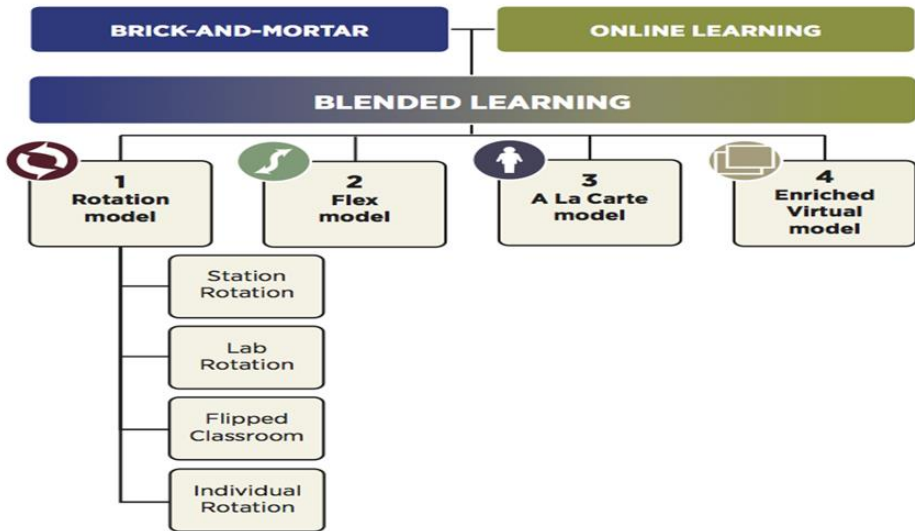 BRICK-AND-MORTAR
ONLINE LEARNING
BLENDED LEARNING
1
Rotation
model
2
Flex
model
3
A La Carte
model
4
Enriched
Virtual
model
Station
Rotation
Lab
Rotation
Flipped
Classroom
Individual
Rotation